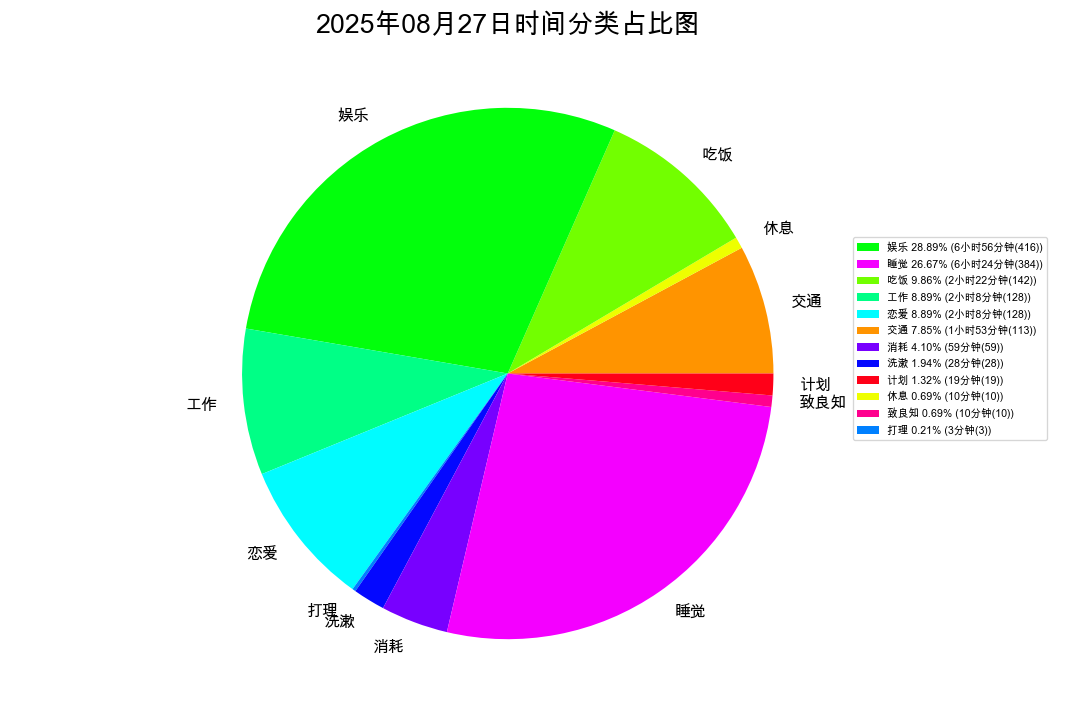 2025年08月27日时间分类占比图
娱乐
吃饭
休息
交通
计划
致良知
工作
恋爱
打理
洗漱
消耗
睡觉
娱乐 28.89% (6小时56分钟(416))
睡觉 26.67% (6小时24分钟(384))
吃饭 9.86% (2小时22分钟(142))
工作 8.89% (2小时8分钟(128))
恋爱 8.89% (2小时8分钟(128))
交通 7.85% (1小时53分钟(113))
消耗 4.10% (59分钟(59))
洗漱 1.94% (28分钟(28))
计划 1.32% (19分钟(19))
休息 0.69% (10分钟(10))
致良知 0.69% (10分钟(10))
打理 0.21% (3分钟(3))